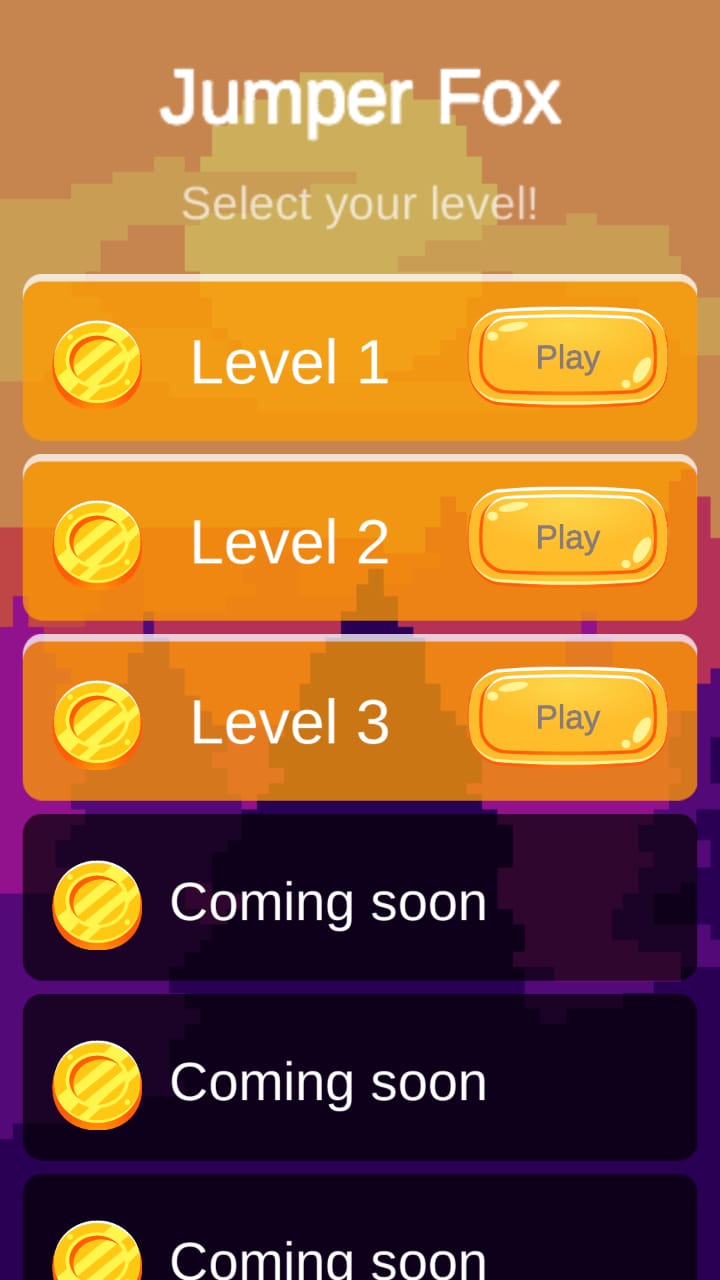 Jumper Fox
Select your level!
Level 1
Play
Level 2
Play
Level 3
Play
Coming soon
Coming soon
Coming soon